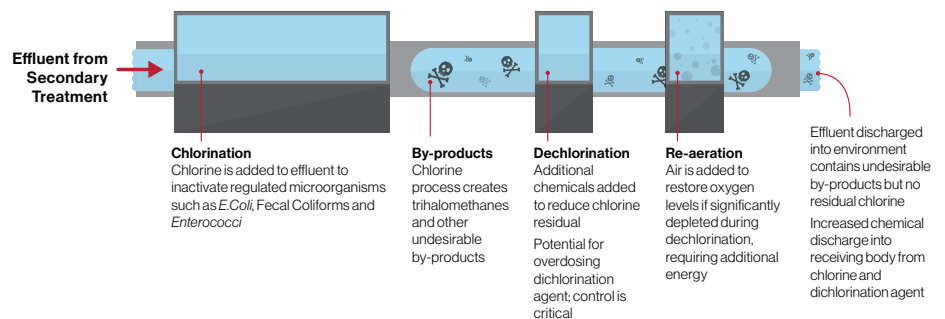 Effluent from
Secondary
Treatment
Chlorination
Chlorine is added to effluent to
inactivate regulated microorganisms
such as E.Coli, Fecal Coliforms and
Enterococci
By-products
Chlorine
process creates
trihalomethanes
and other
undesirable
by-products
Dechlorination
Additional
chemicals added
to reduce chlorine
residual
Potential for
overdosing
dichlorination
agent; control is
critical
Re-aeration
Air is added to
restore oxygen
levels if significantly
depleted during
dechlorination,
requiring additional
energy
Effluent discharged
into environment
contains undesirable
by-products but no
residual chlorine
Increased chemical
discharge into
receiving body from
chlorine and
dichlorination agent